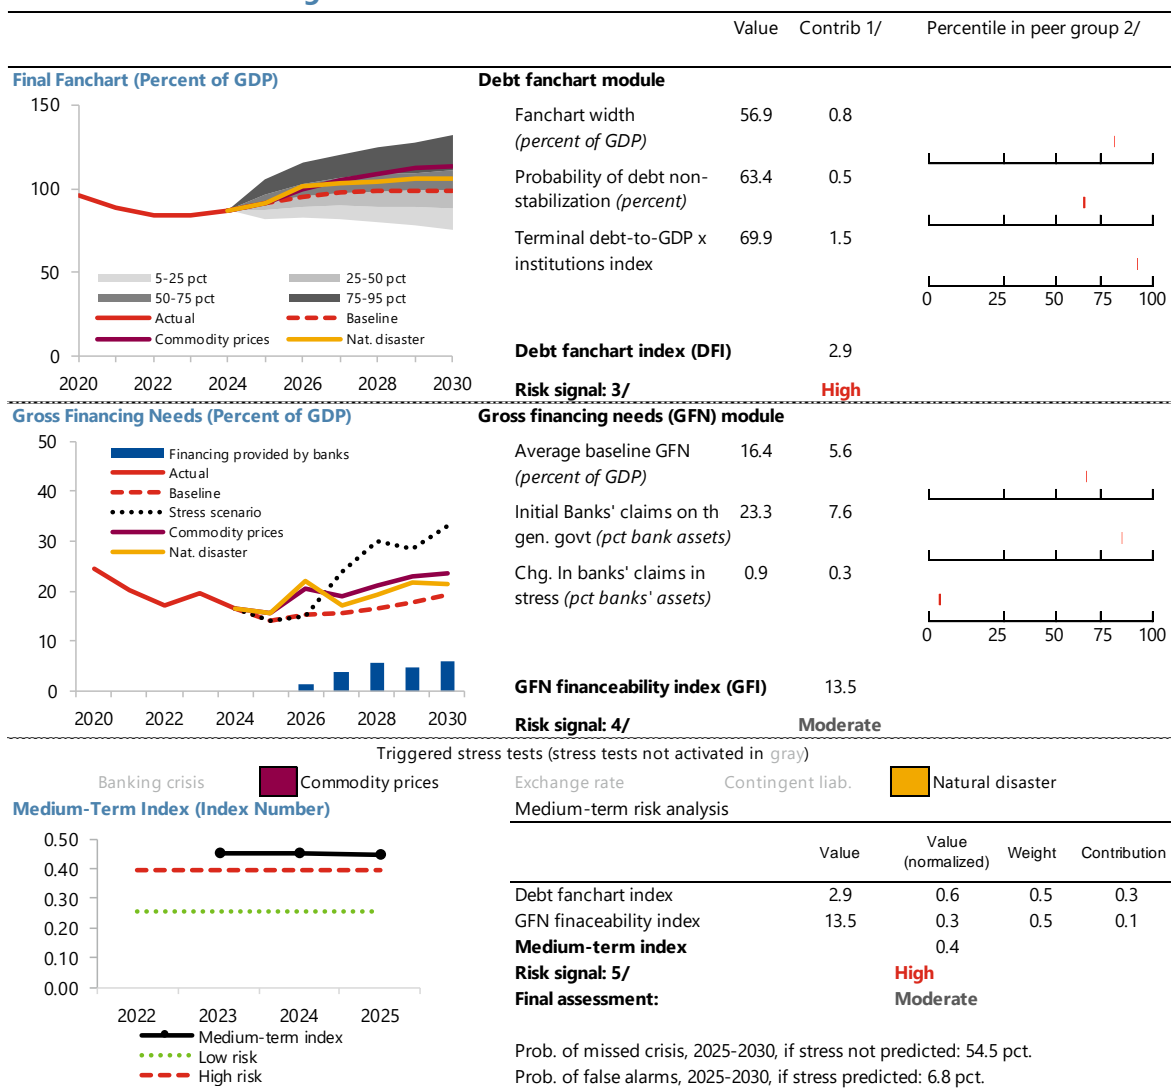 Value Contrib 1/ Percentile in peer group 2/
Final Fanchart (Percent of GDP)
150
100
50
0
5-25 pct
25-50 pct
50-75 pct
75-95 pct
Actual
Baseline
Commodity prices
Nat. disaster
2020 2022 2024 2026 2028 2030
Debt fanchart module
Fanchart width 56.9 0.8
(percent of GDP)
Probability of debt non- 63.4 0.5
stabilization (percent)
Terminal debt-to-GDP x 69.9 1.5
institutions index
0 25 50 75 100
Debt fanchart index (DFI) 2.9
Risk signal: 3/ High
Gross Financing Needs (Percent of GDP)
50
40
30
20
10
0
Financing provided by banks
Actual
Baseline
Stress scenario
Commodity prices
Nat. disaster
2020 2022 2024 2026 2028 2030
Gross financing needs (GFN) module
Average baseline GFN 16.4 5.6
(percent of GDP)
Initial Banks' claims on th 23.3 7.6
gen. govt (pct bank assets)
Chg. In banks' claims in 0.9 0.3
stress (pct banks' assets)
0 25 50 75 100
GFN financeability index (GFI) 13.5
Risk signal: 4/ Moderate
Triggered stress tests (stress tests not activated in gray)
Banking crisis Commodity prices Exchange rate Contingent liab. Natural disaster
Medium-Term Index (Index Number)
0.50
0.40
0.30
0.20
0.10
0.00
2022 2023 2024 2025
Medium-term index
Low risk
High risk
Medium-term risk analysis
Value Value (normalized) Weight Contribution
Debt fanchart index 2.9 0.6 0.5 0.3
GFN finaceability index 13.5 0.3 0.5 0.1
Medium-term index 0.4
Risk signal: 5/ High
Final assessment: Moderate
Prob. of missed crisis, 2025-2030, if stress not predicted: 54.5 pct.
Prob. of false alarms, 2025-2030, if stress predicted: 6.8 pct.